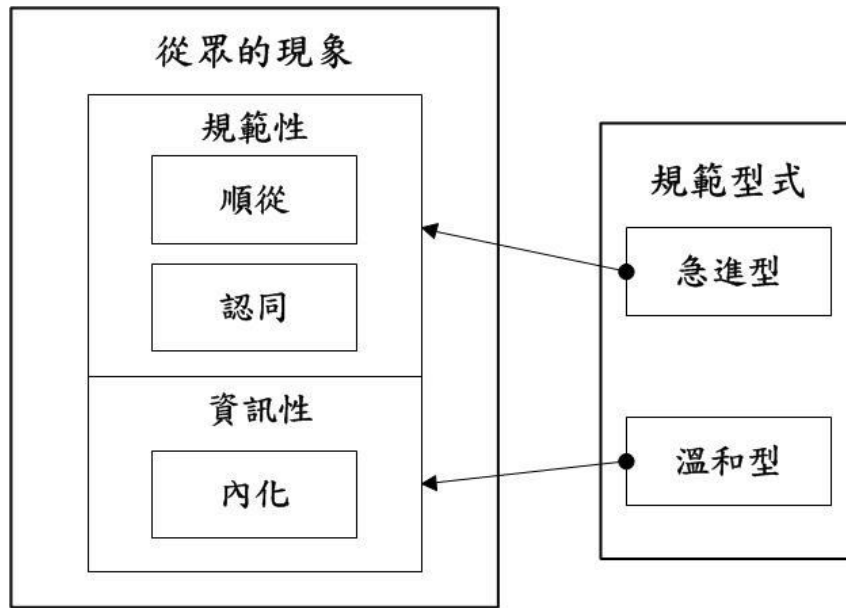 從眾的現象
規範性
順從
認同
資訊性
內化
規範型式
急進型
溫和型